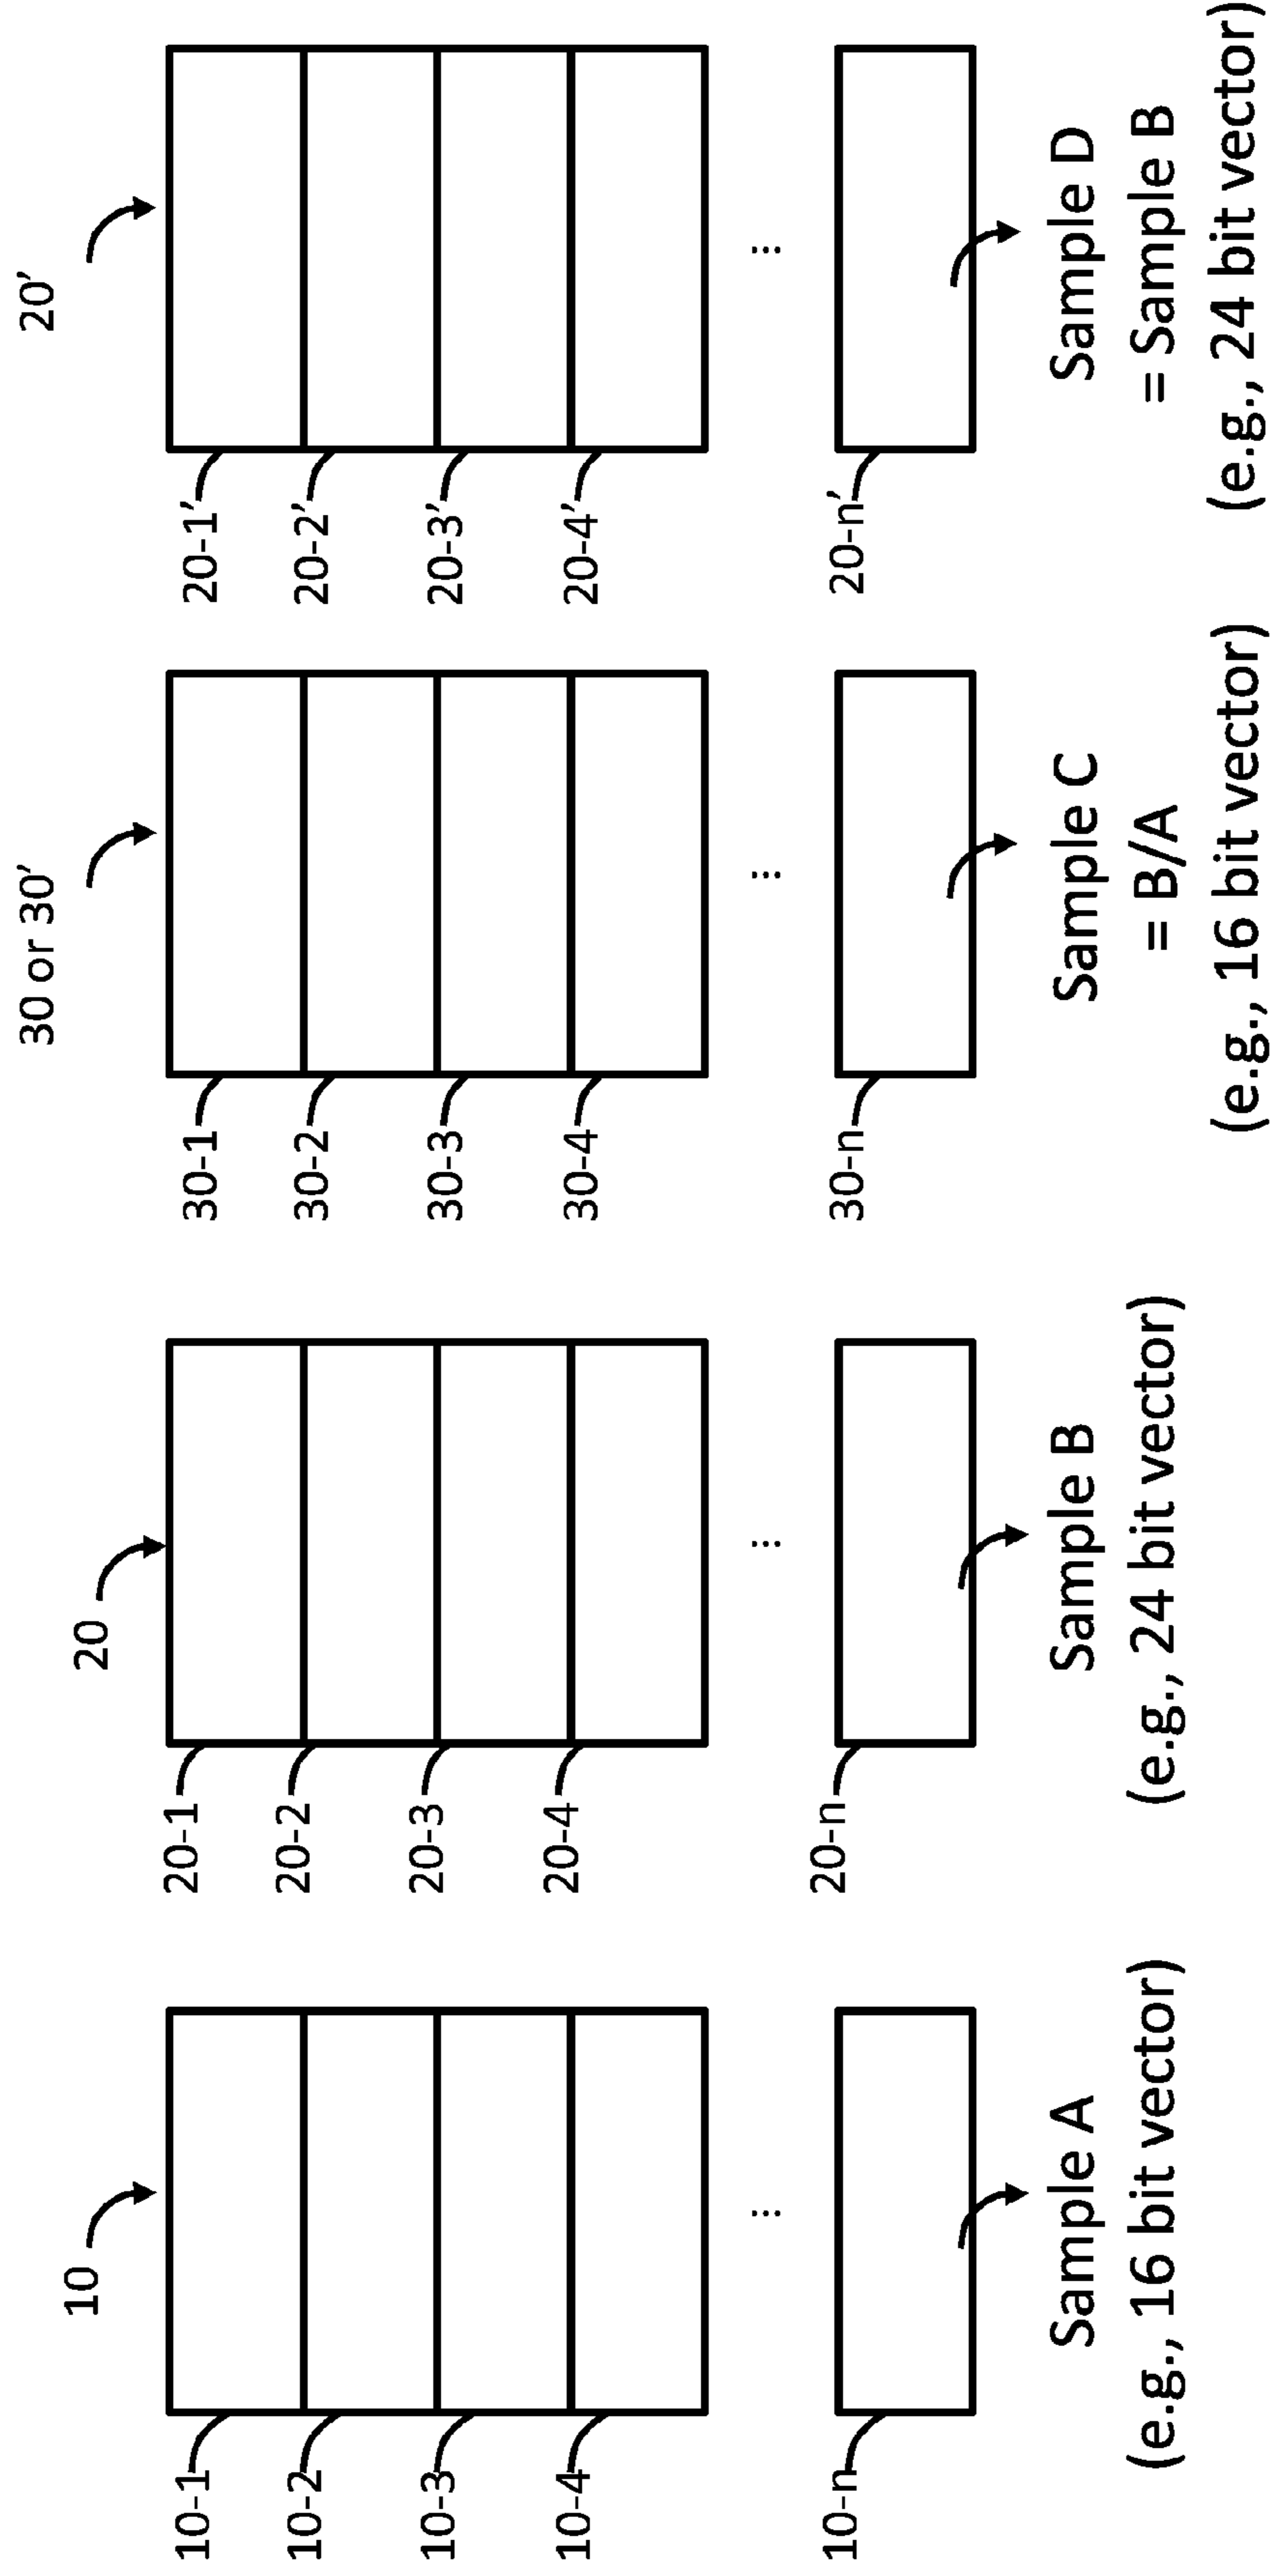 10
10-1
10-2
10-3
10-4
...
10-n
Sample A
(e.g., 16 bit vector)
20
20-1
20-2
20-3
20-4
...
20-n
Sample B
(e.g., 24 bit vector)
30 or 30′
30-1
30-2
30-3
30-4
...
30-n
Sample C
= B/A
(e.g., 16 bit vector)
20′
20-1′
20-2′
20-3′
20-4′
...
20-n′
Sample D
= Sample B
(e.g., 24 bit vector)